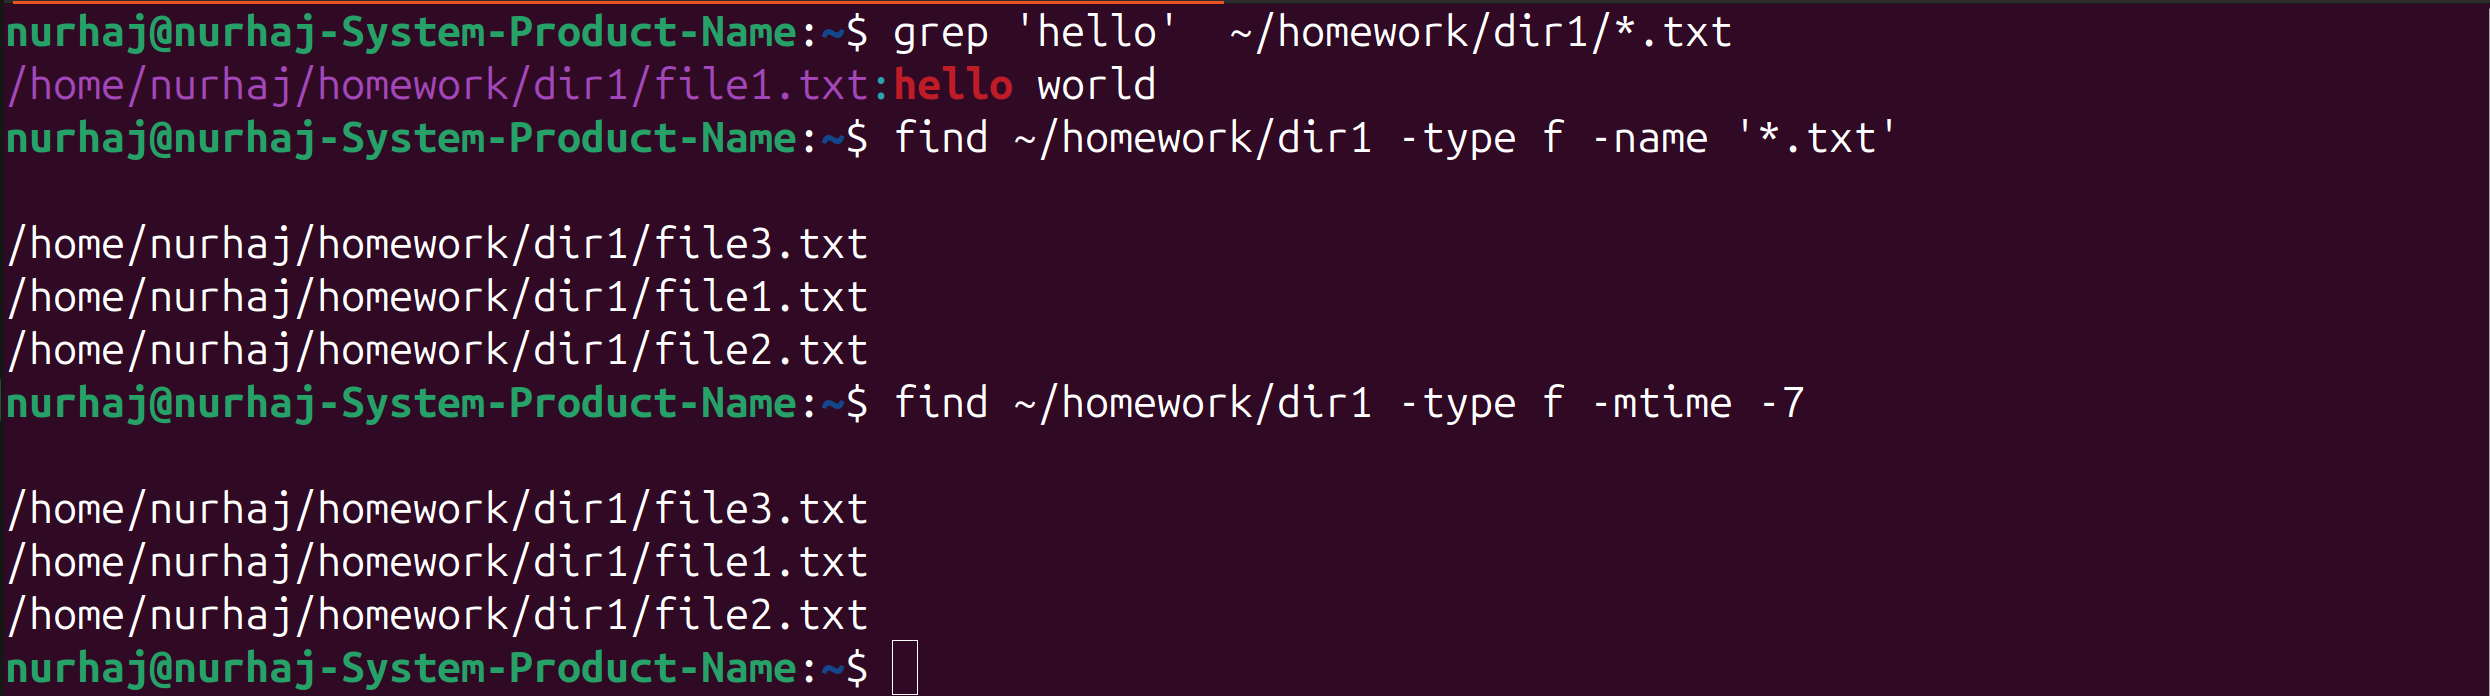 nurhaj@nurhaj-System-Product-Name:~$ grep 'hello'  ~/homework/dir1/*.txt
/home/nurhaj/homework/dir1/file1.txt:hello world
nurhaj@nurhaj-System-Product-Name:~$ find ~/homework/dir1 -type f -name '*.txt'
/home/nurhaj/homework/dir1/file3.txt
/home/nurhaj/homework/dir1/file1.txt
/home/nurhaj/homework/dir1/file2.txt
nurhaj@nurhaj-System-Product-Name:~$ find ~/homework/dir1 -type f -mtime -7
/home/nurhaj/homework/dir1/file3.txt
/home/nurhaj/homework/dir1/file1.txt
/home/nurhaj/homework/dir1/file2.txt
nurhaj@nurhaj-System-Product-Name:~$